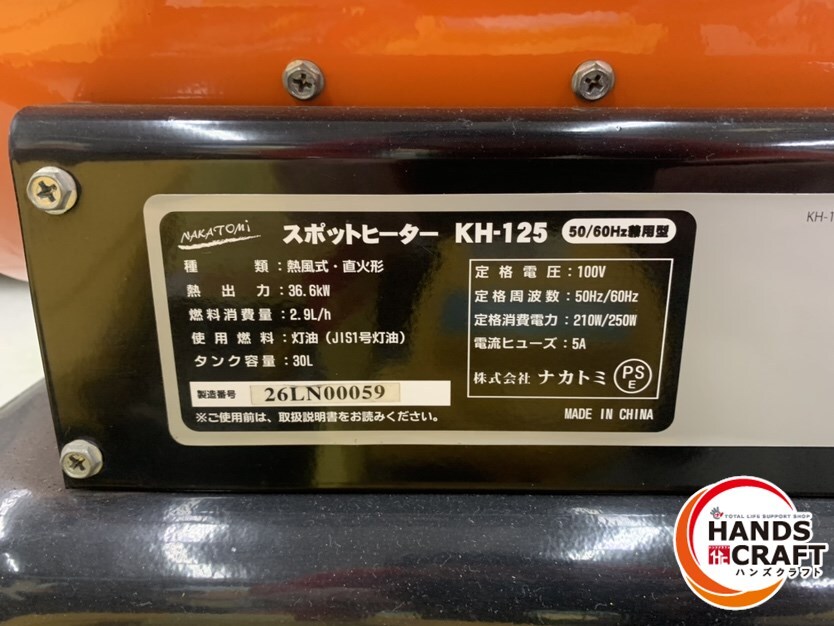 NAKATOMI スポットヒーター KH-125 50/60Hz兼用型
種類：熱風式・直火形
熱出力：36.6kW
燃料消費量：2.9L/h
使用燃料：灯油（JIS1号灯油）
タンク容量：30L
製造番号 26LN00059
※ご使用前は、取扱説明書をお読みください。
定格電圧：100V
定格周波数：50Hz/60Hz
定格消費電力：210W/250W
電流ヒューズ：5A
株式会社 ナカトミ PSE
MADE IN CHINA
KH-1
TOTAL LIFE SUPPORT SHOP
HANDS
CRAFT
ハンズクラフト